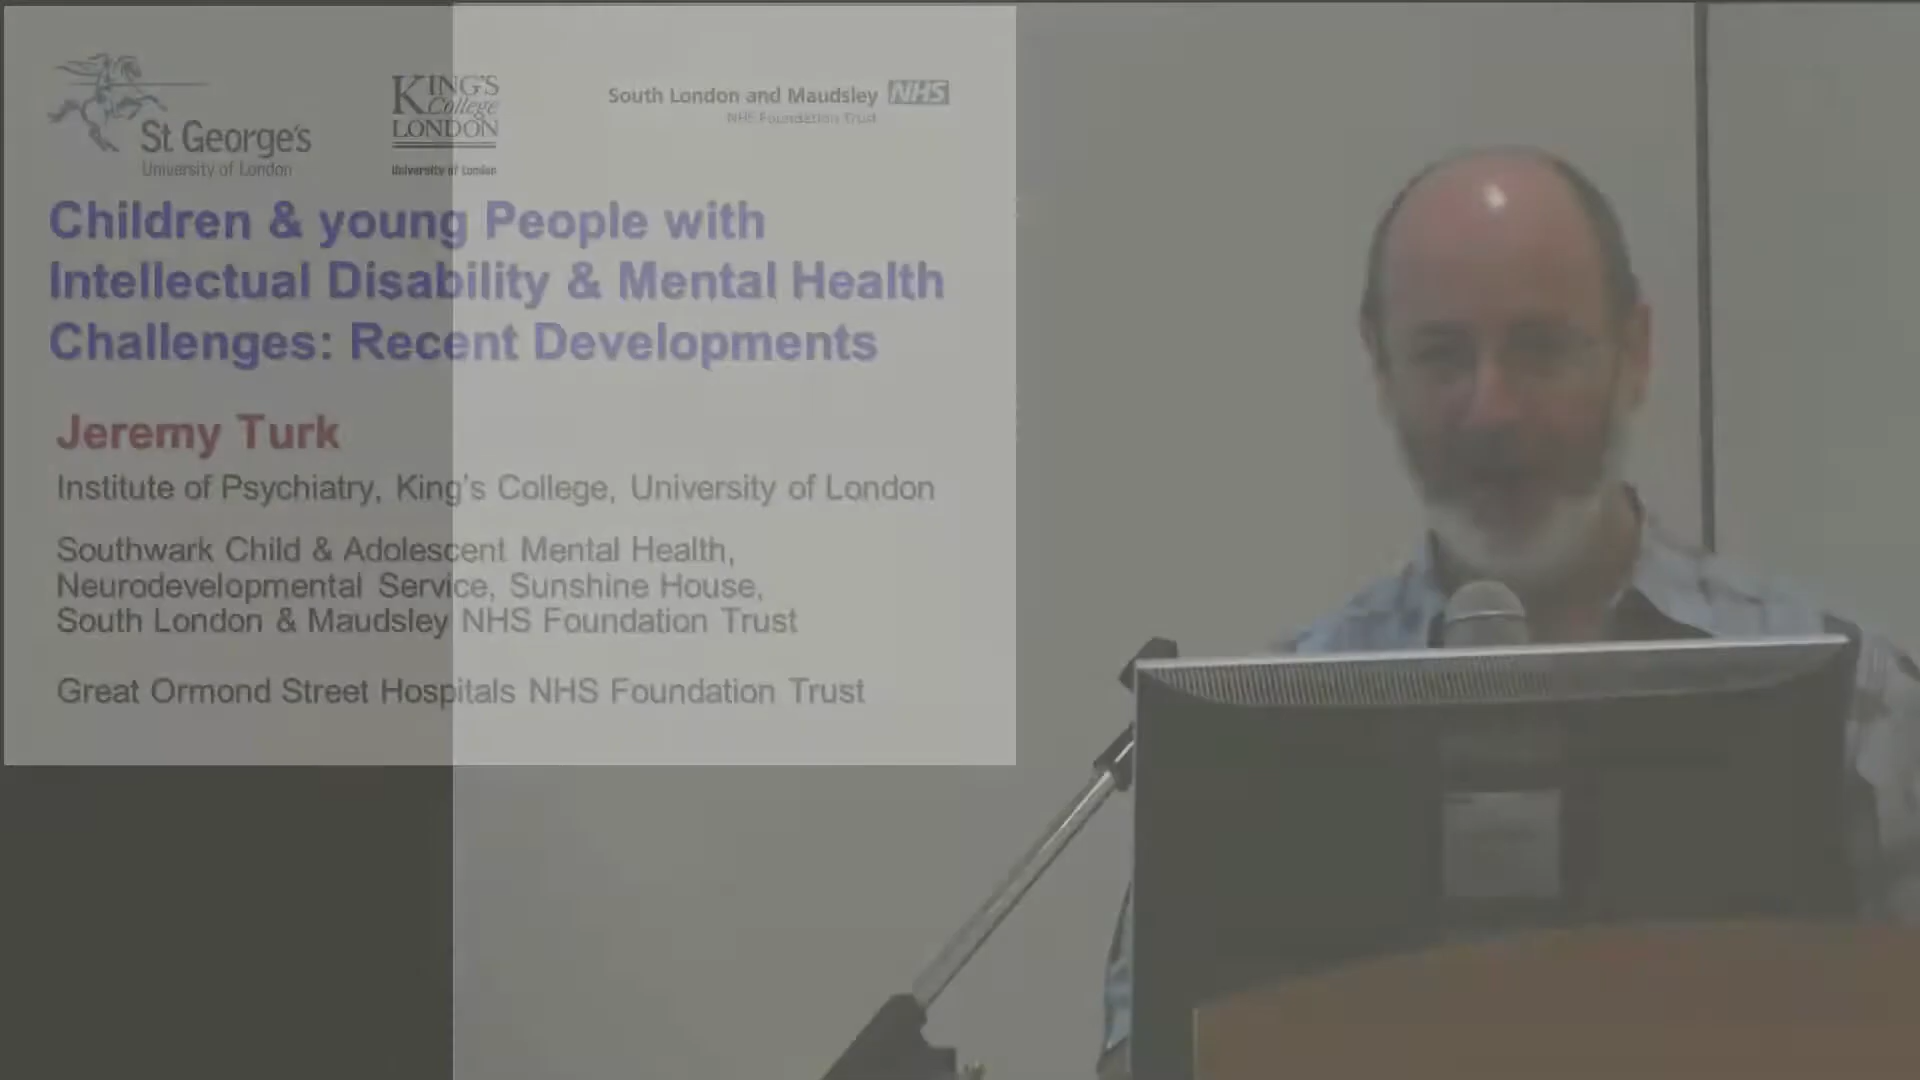 St George's
University of London
KING'S
College
LONDON
University of London
South London and Maudsley NHS
NHS Foundation Trust
Children & young People with
Intellectual Disability & Mental Health
Challenges: Recent Developments
Jeremy Turk
Institute of Psychiatry, King's College, University of London
Southwark Child & Adolescent Mental Health,
Neurodevelopmental Service, Sunshine House,
South London & Maudsley NHS Foundation Trust
Great Ormond Street Hospitals NHS Foundation Trust